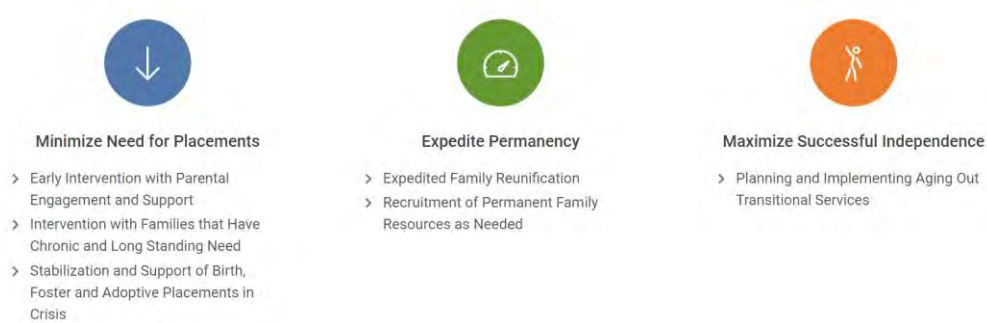 Minimize Need for Placements
> Early Intervention with Parental
Engagement and Support
> Intervention with Families that Have
Chronic and Long Standing Need
> Stabilization and Support of Birth,
Foster and Adoptive Placements in
Crisis
Expedite Permanency
> Expedited Family Reunification
> Recruitment of Permanent Family
Resources as Needed
Maximize Successful Independence
> Planning and Implementing Aging Out
Transitional Services